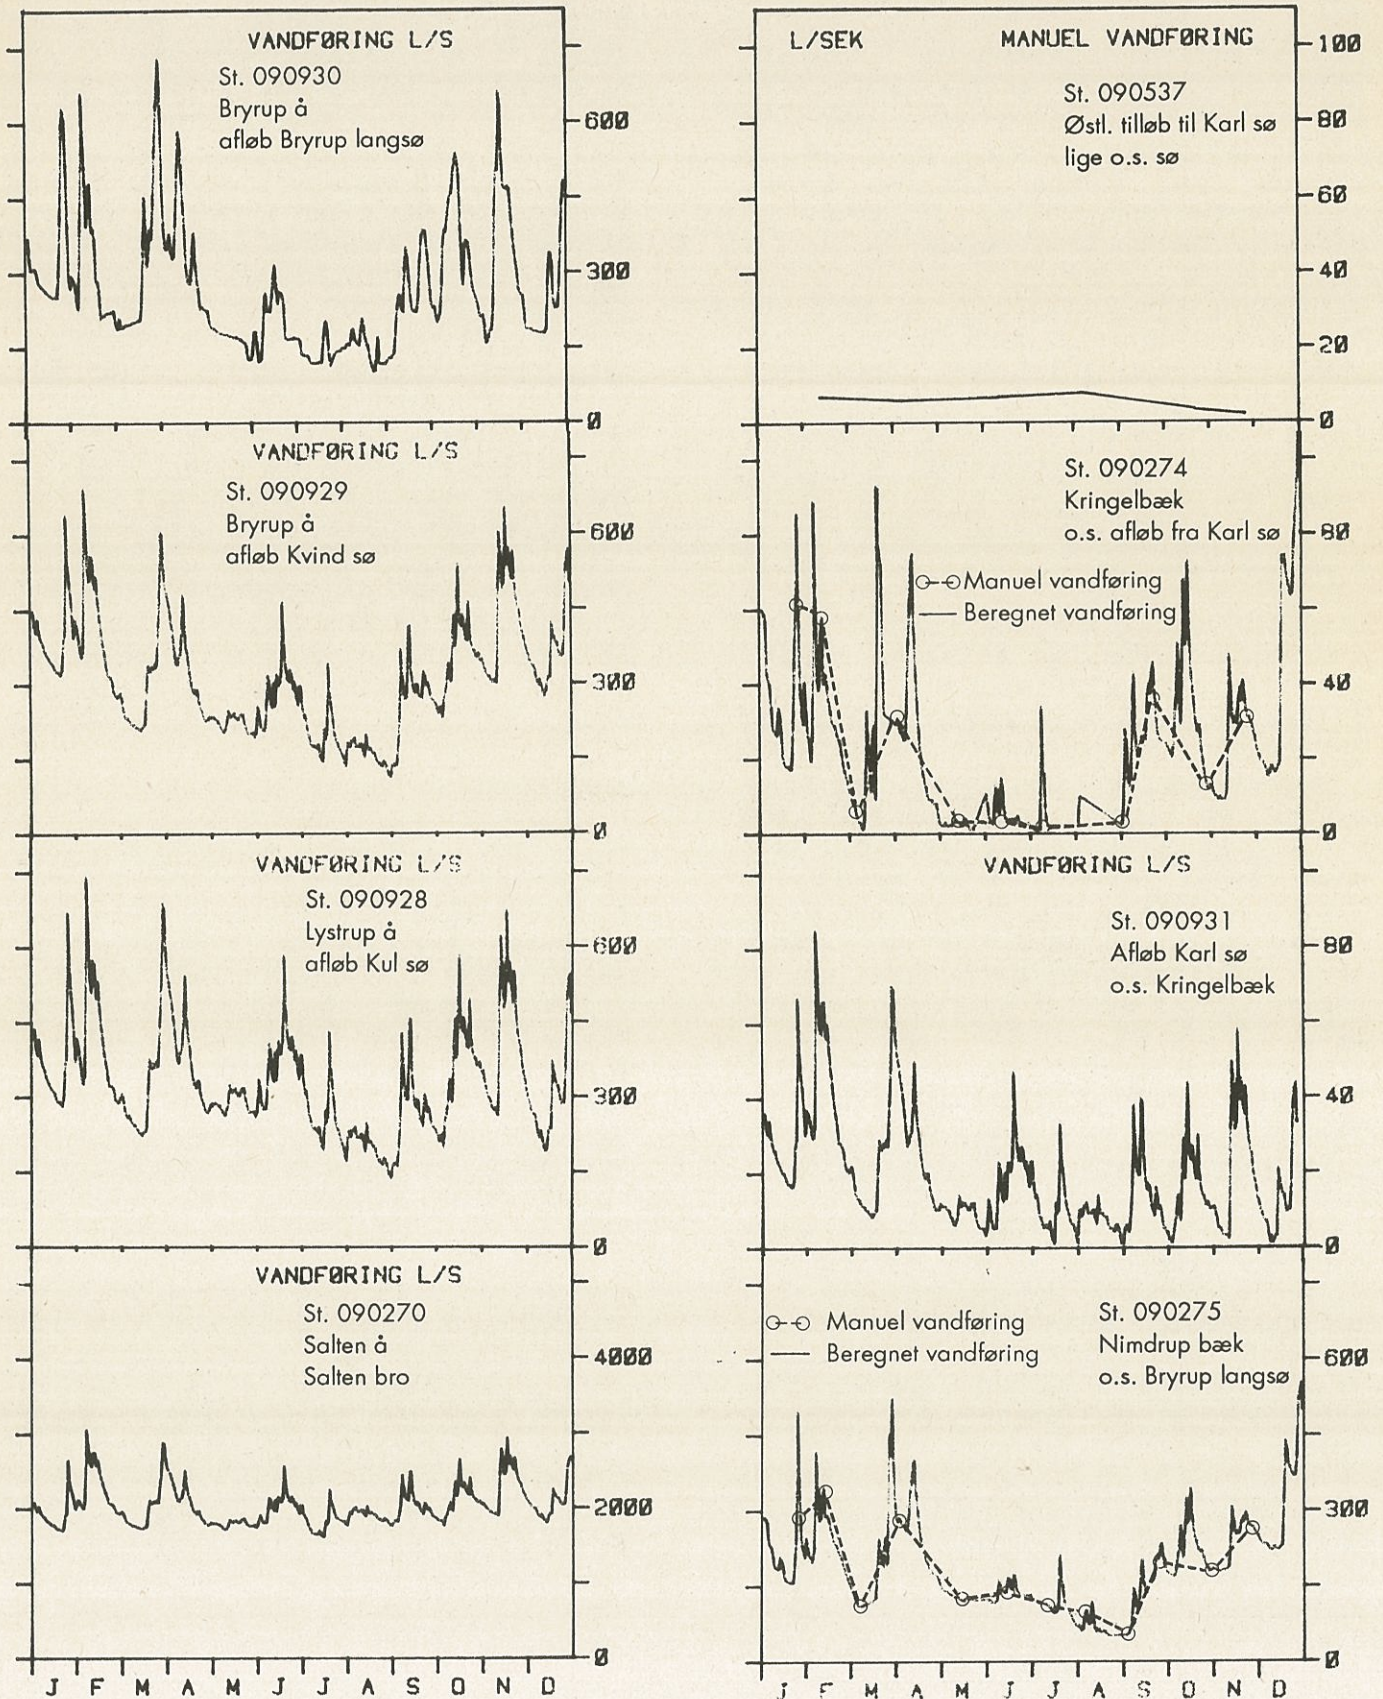 VANDFØRING L/S
St. 090930
Bryrup å
afløb Bryrup langsø
600
300
0
VANDFØRING L/S
St. 090929
Bryrup å
afløb Kvind sø
600
300
0
VANDFØRING L/S
St. 090928
Lystrup å
afløb Kul sø
600
300
0
VANDFØRING L/S
St. 090270
Salten å
Salten bro
4000
2000
0
J F M A M J J A S O N D
L/SEK MANUEL VANDFØRING
St. 090537
Østl. tilløb til Karl sø
lige o.s. sø
100
80
60
40
20
0
St. 090274
Kringelbæk
o.s. afløb fra Karl sø
Manuel vandføring
Beregnet vandføring
80
40
0
VANDFØRING L/S
St. 090931
Afløb Karl sø
o.s. Kringelbæk
80
40
0
Manuel vandføring
Beregnet vandføring
St. 090275
Nimdrup bæk
o.s. Bryrup langsø
600
300
0
J F M A M J J A S O N D